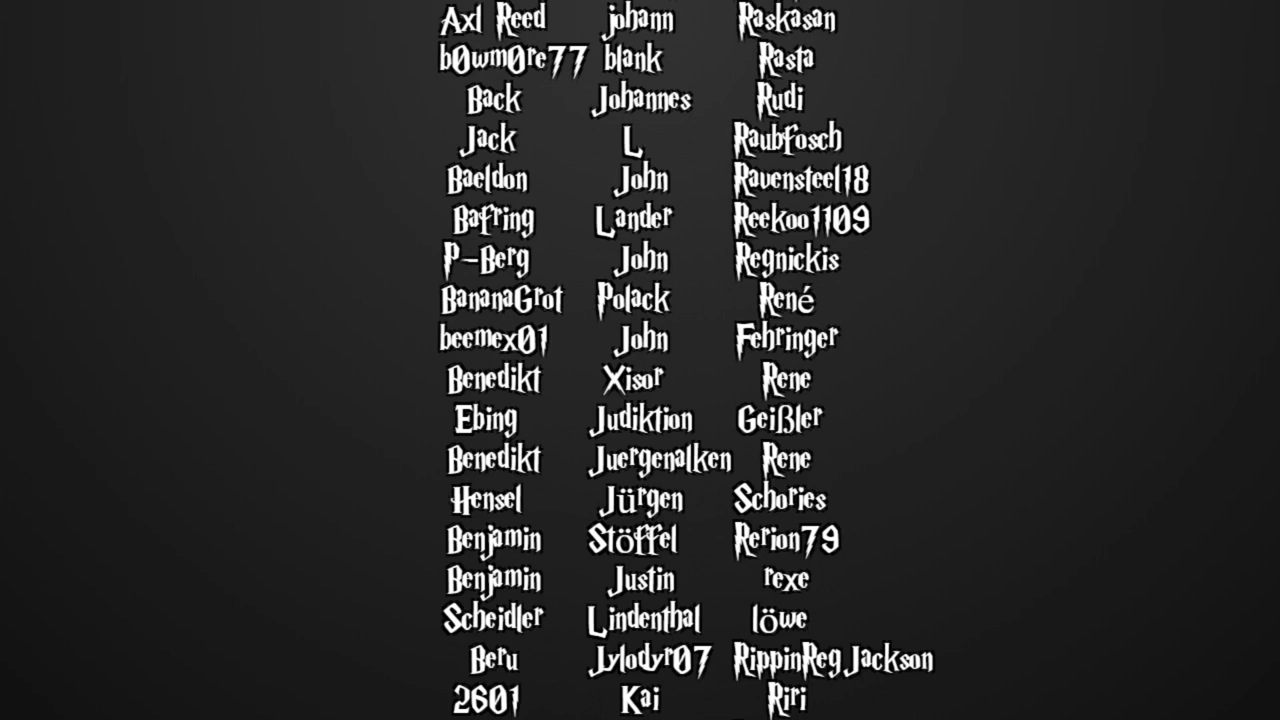 Axl Reed johann Raskasan
b0wm0re77 blank Rasta
Back Johannes Rudi
Jack L Raubfosch
Baeldon John Ravensteel18
Bafring Lander Reekoo1109
P-Berg John Regnickis
BananaGrot Polack René
beemex01 John Fehringer
Benedikt Xisor Rene
Ebing Judiktion Geißler
Benedikt Juergenalken Rene
Hensel Jürgen Schories
Benjamin Stöffel Rerion79
Benjamin Justin rexe
Scheidler Lindenthal löwe
Beru Jylodyr07 RippinRegJackson
2601 Kai Riri